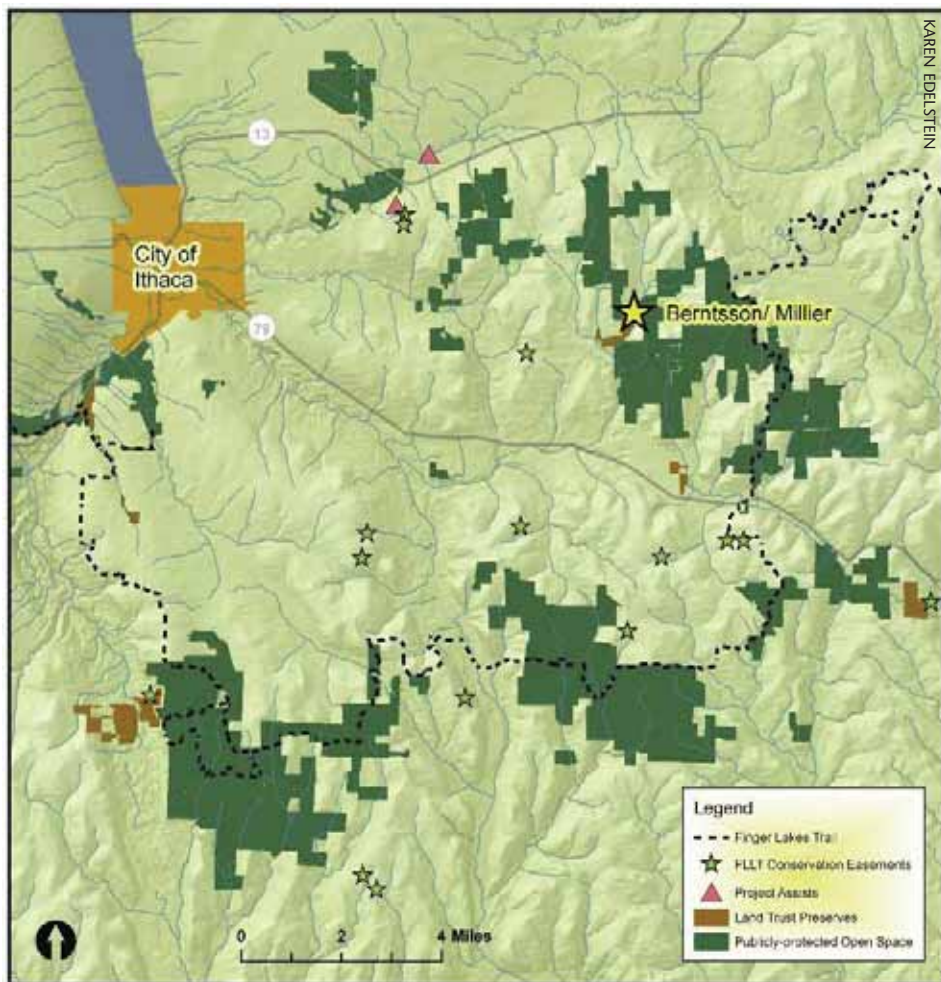 KAREN EDELSTEIN
13
City of
Ithaca
79
Berntsson/ Millier
Legend
Finger Lakes Trail
FLLT Conservation Easements
Project Assists
Land Trust Preserves
Publicly-protected Open Space
0 2 4 Miles